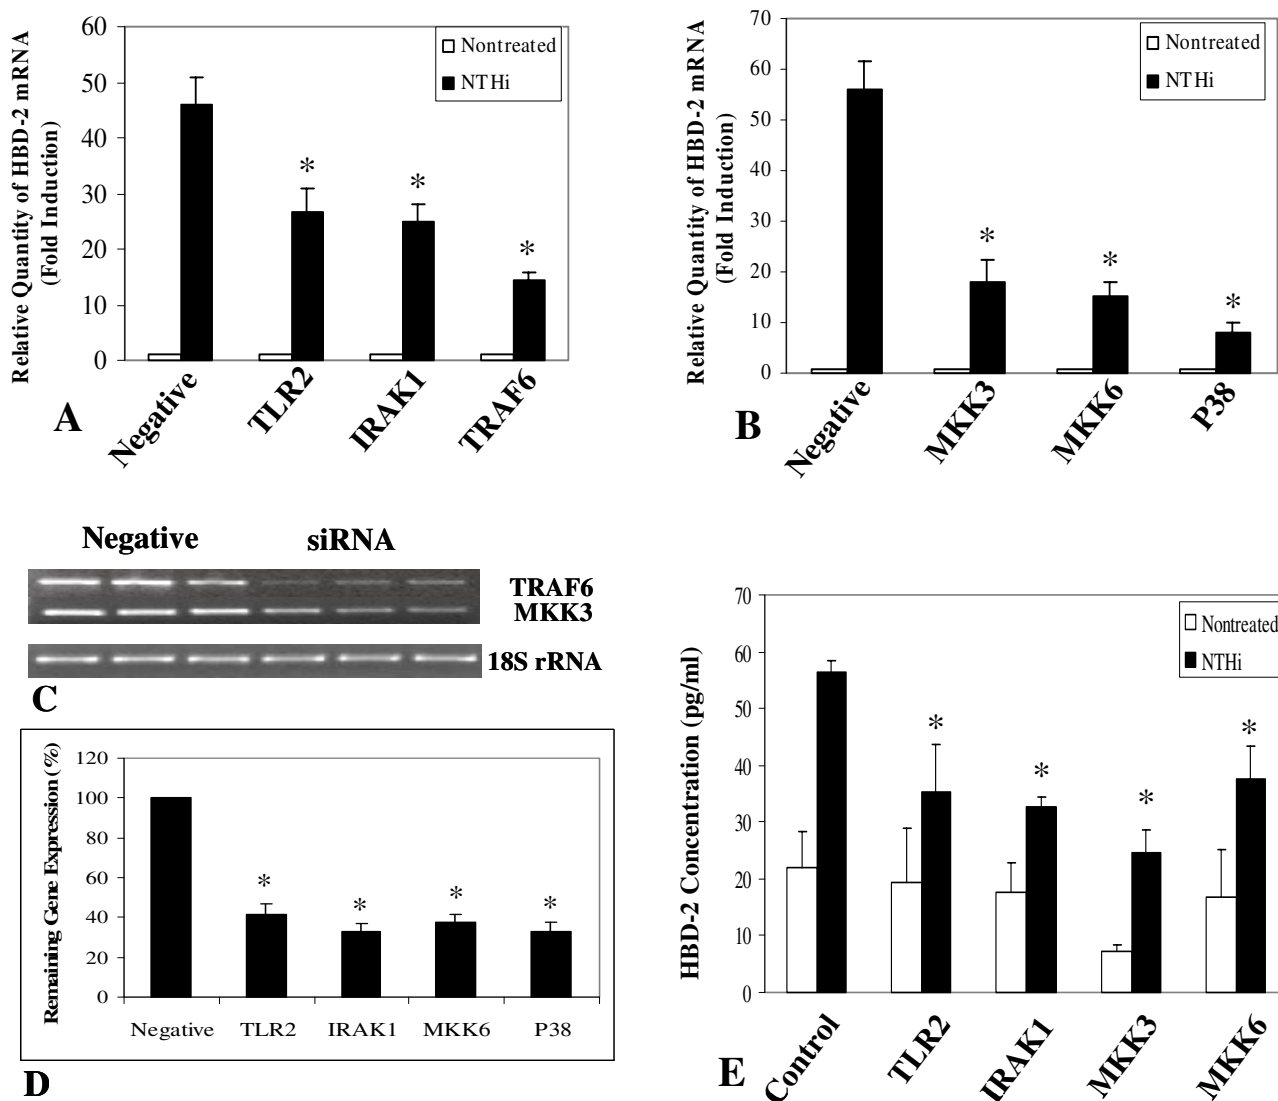 Relative Quantity of HBD-2 mRNA
(Fold Induction)
60
50
40
30
20
10
0
Nontreated
NTHi
*
*
*
Negative
TLR2
IRAK1
TRAF6
A
Relative Quantity of HBD-2 mRNA
(Fold Induction)
70
60
50
40
30
20
10
0
Nontreated
NTHi
*
*
*
Negative
MKK3
MKK6
P38
B
Negative siRNA
TRAF6
MKK3
18S rRNA
C
Remaining Gene Expression (%)
120
100
80
60
40
20
0
*
*
*
*
Negative TLR2 IRAK1 MKK6 P38
D
HBD-2 Concentration (pg/ml)
70
60
50
40
30
20
10
0
Nontreated
NTHi
*
*
*
*
Control
TLR2
IRAK1
MKK3
MKK6
E